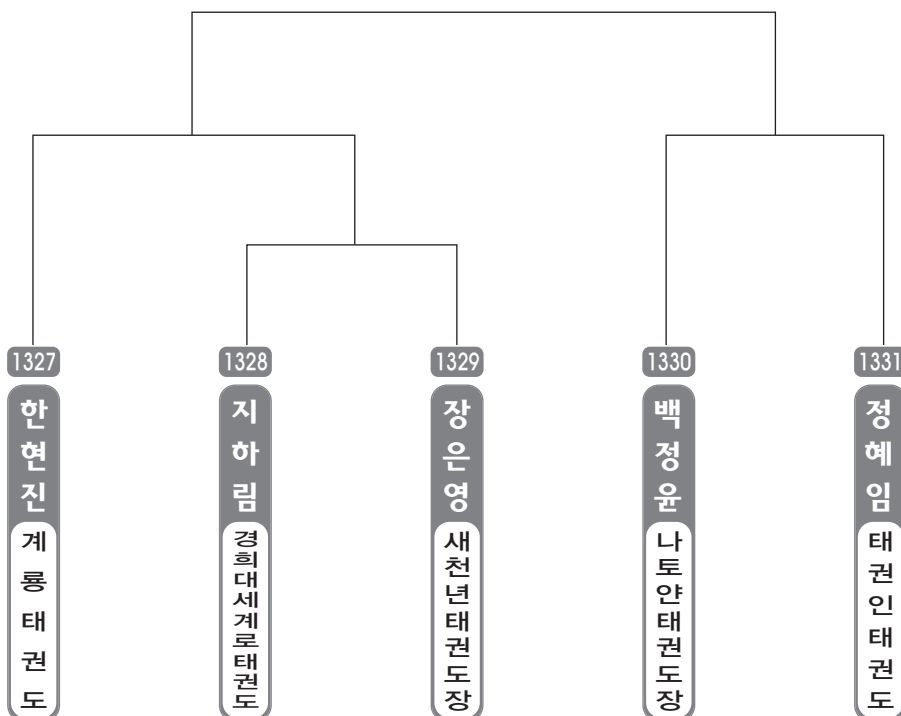 1327
한현진
계룡태권도
1328
지하림
경희대세계로태권도
1329
장은영
새천년태권도장
1330
백정윤
나토얀태권도장
1331
정혜임
태권인태권도